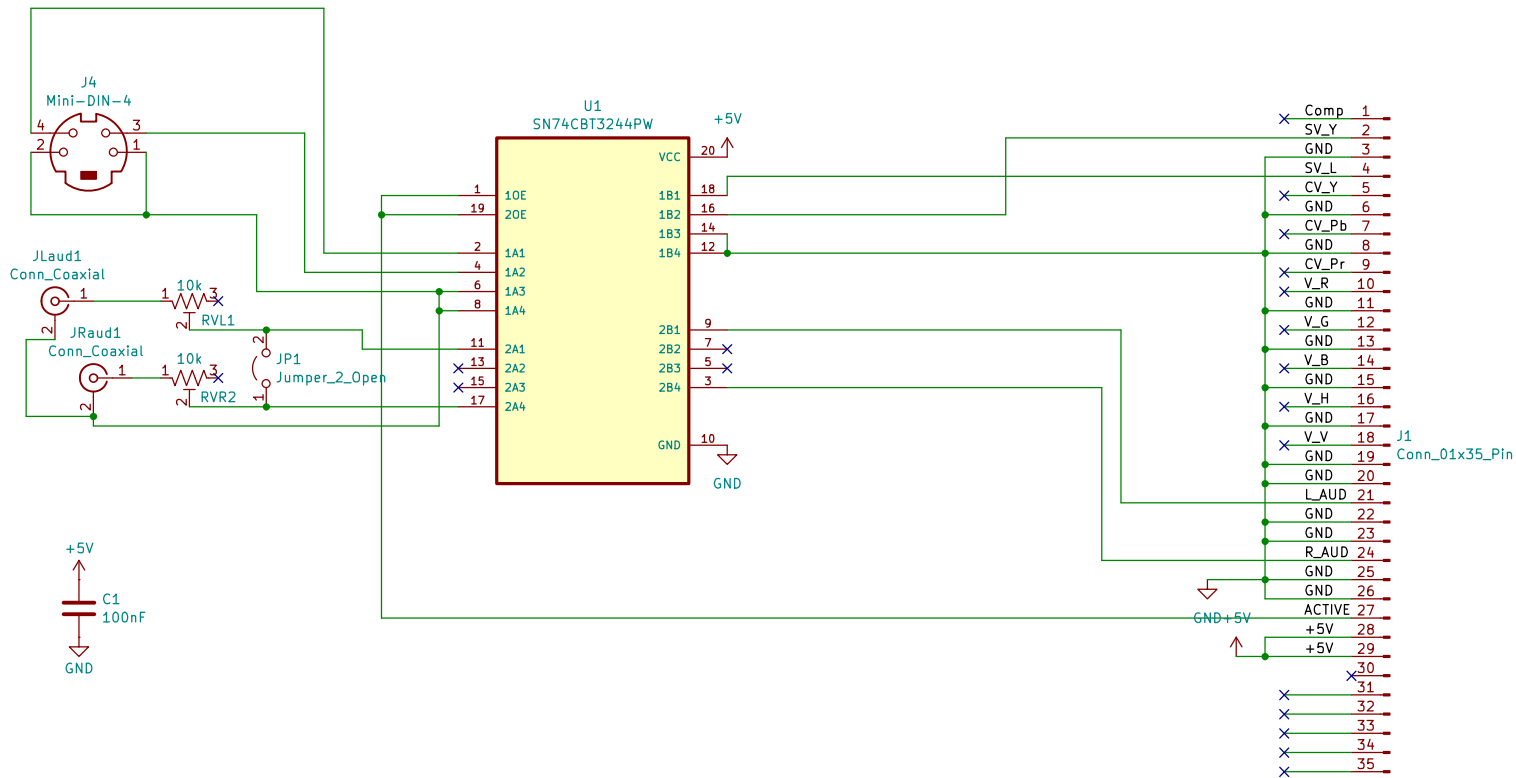 J4
Mini-DIN-4
4
3
2
1
U1
SN74CBT3244PW
+5V
VCC
20
1
1OE
1B1
18
19
2OE
1B2
16
1B3
14
2
1A1
1B4
12
4
1A2
6
1A3
8
1A4
2B1
9
11
2A1
2B2
7
13
2A2
2B3
5
15
2A3
2B4
3
17
2A4
GND
10
GND
JLaud1
Conn_Coaxial
1
2
10k
1
3
2
RVL1
JRaud1
Conn_Coaxial
1
2
10k
1
3
2
RVR2
2
JP1
Jumper_2_Open
1
+5V
C1
100nF
GND
Comp 1
SV_Y 2
GND 3
SV_L 4
CV_Y 5
GND 6
CV_Pb 7
GND 8
CV_Pr 9
V_R 10
GND 11
V_G 12
GND 13
V_B 14
GND 15
V_H 16
GND 17
V_V 18
GND 19
GND 20
L_AUD 21
GND 22
GND 23
R_AUD 24
GND 25
GND 26
ACTIVE 27
+5V 28
+5V 29
30
31
32
33
34
35
J1
Conn_01x35_Pin
GND
+5V